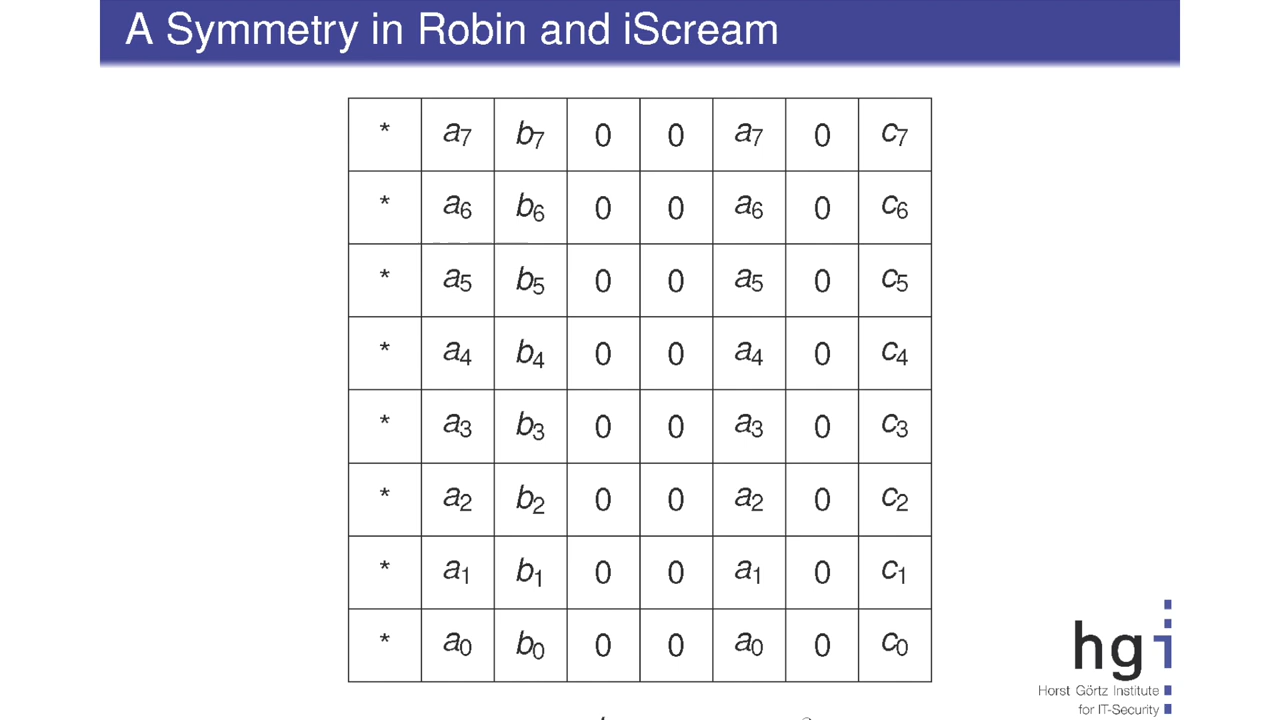 A Symmetry in Robin and iScream
* a7 b7 0 0 a7 0 c7
* a6 b6 0 0 a6 0 c6
* a5 b5 0 0 a5 0 c5
* a4 b4 0 0 a4 0 c4
* a3 b3 0 0 a3 0 c3
* a2 b2 0 0 a2 0 c2
* a1 b1 0 0 a1 0 c1
* a0 b0 0 0 a0 0 c0
hgi
Horst Görtz Institute
for IT-Security